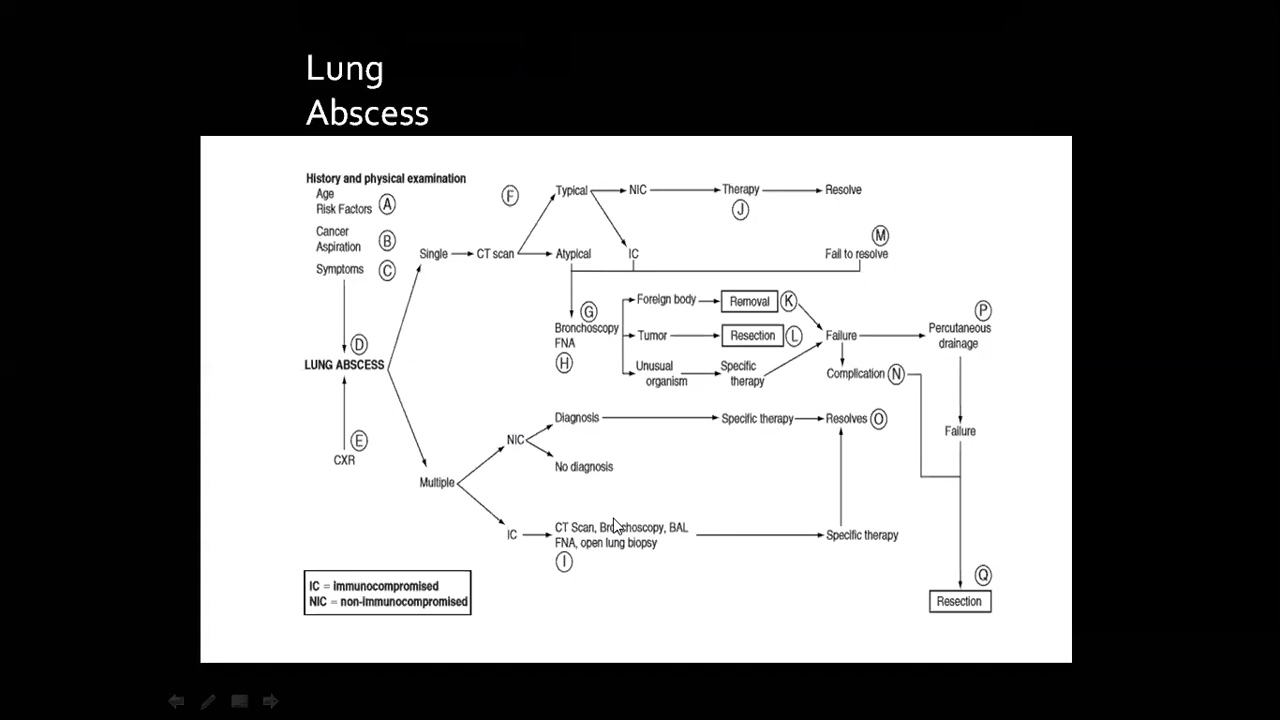 Lung
Abscess
History and physical examination
Age
Risk Factors A
Cancer
Aspiration B
Symptoms C
D
LUNG ABSCESS
E
CXR
Single
CT scan
F
Typical
NIC
Therapy
J
Resolve
Atypical
IC
M
Fail to resolve
G
Bronchoscopy
FNA
H
Foreign body
Removal K
Tumor
Resection L
Unusual
organism
Specific
therapy
Failure
Complication N
P
Percutaneous
drainage
Failure
Multiple
NIC
Diagnosis
Specific therapy
Resolves O
No diagnosis
IC
CT Scan, Bronchoscopy, BAL
FNA, open lung biopsy
I
Specific therapy
Q
Resection
IC = immunocompromised
NIC = non-immunocompromised